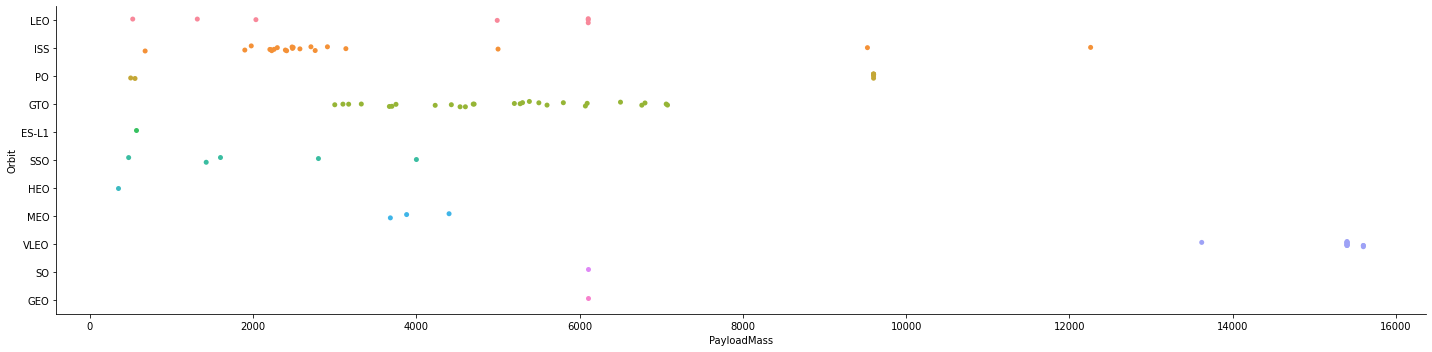 LEO
ISS
PO
GTO
ES-L1
SSO
HEO
MEO
VLEO
SO
GEO
Orbit
0 2000 4000 6000 8000 10000 12000 14000 16000
PayloadMass